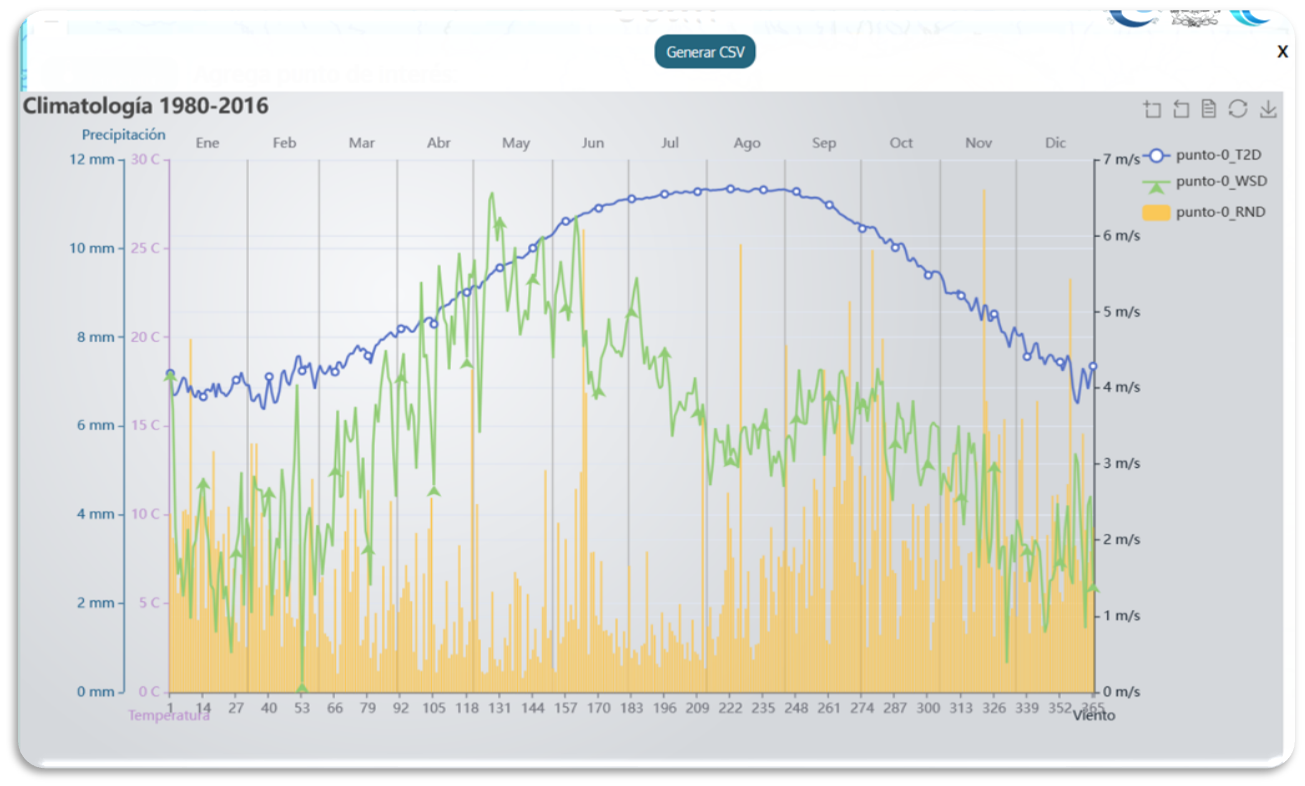 Generar CSV
X
Climatología 1980-2016
Precipitación
Ene Feb Mar Abr May Jun Jul Ago Sep Oct Nov Dic
12 mm 30 C 7 m/s
punto-0_T2D
punto-0_WSD
punto-0_RND
10 mm 25 C 6 m/s
5 m/s
8 mm 20 C
4 m/s
6 mm 15 C
3 m/s
4 mm 10 C
2 m/s
2 mm 5 C
1 m/s
0 mm 0 C 0 m/s
1 14 27 40 53 66 79 92 105 118 131 144 157 170 183 196 209 222 235 248 261 274 287 300 313 326 339 352 365
Temperatura Viento